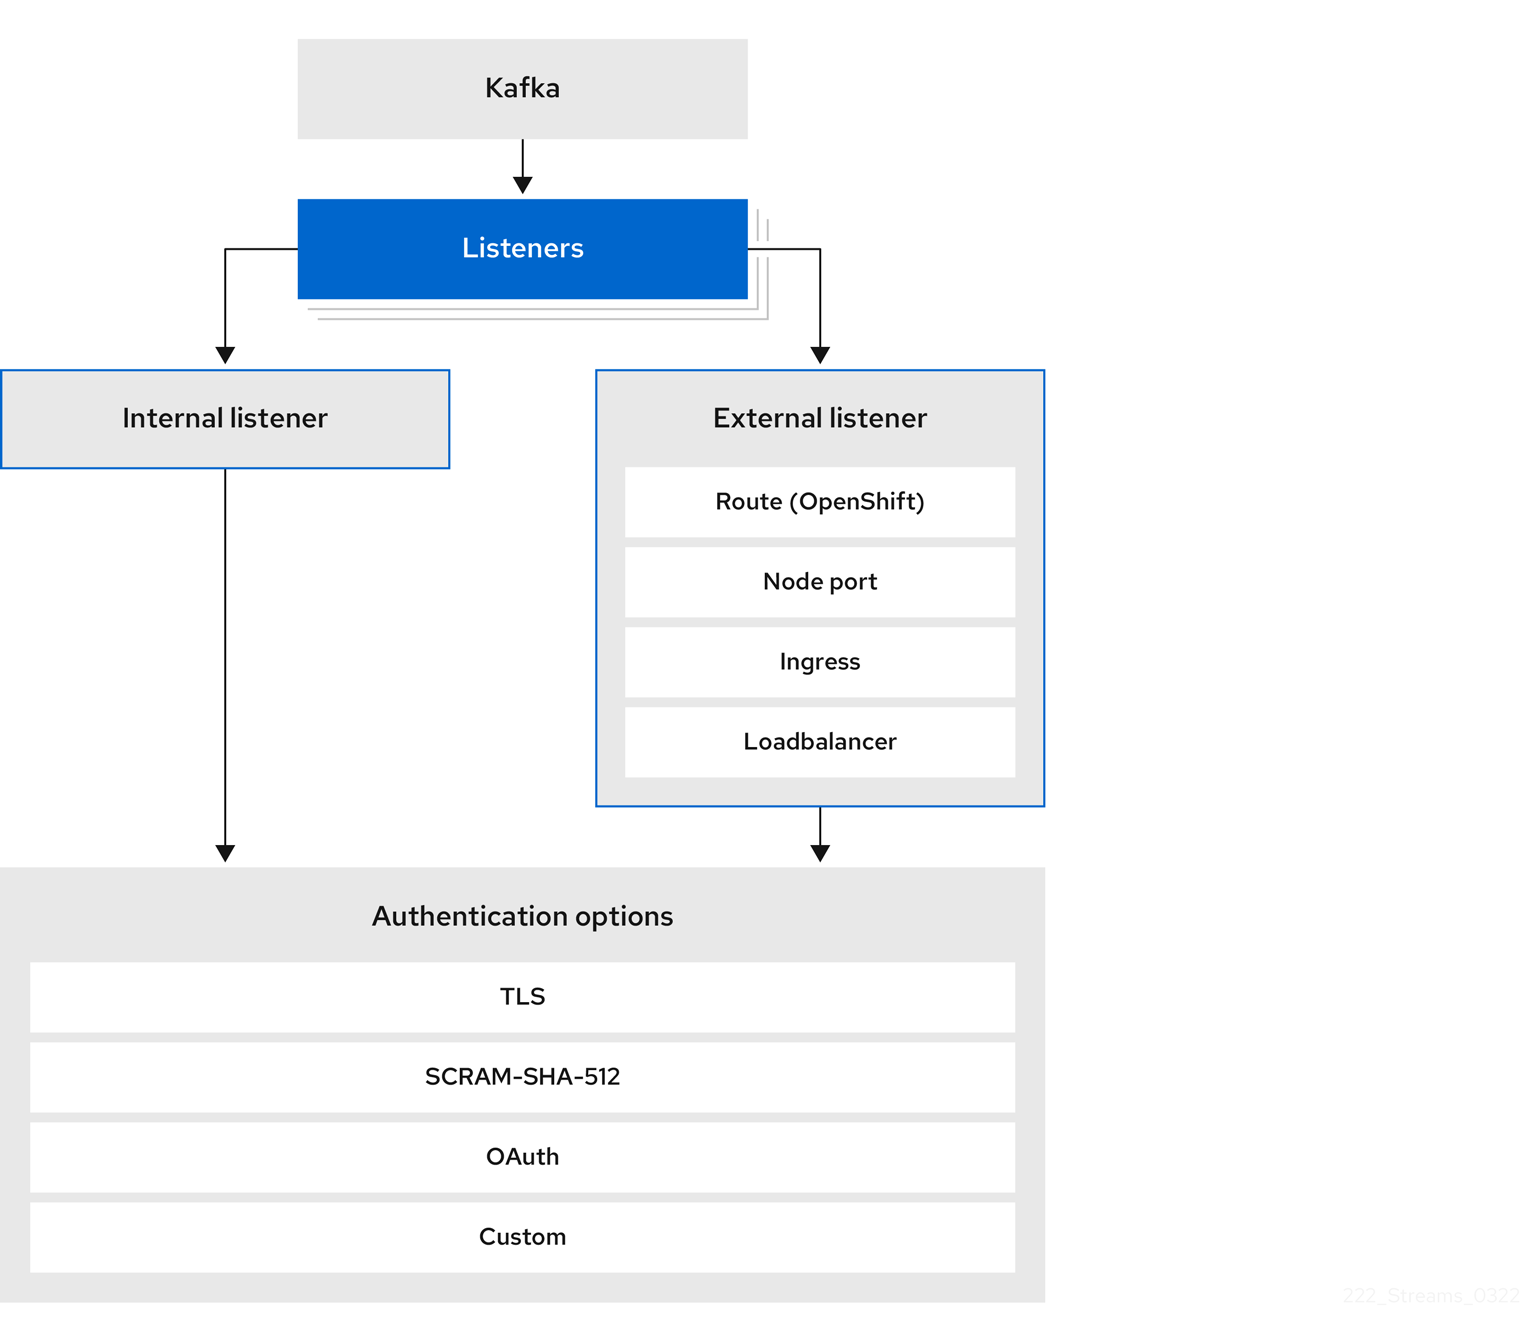 Kafka
Listeners
Internal listener
External listener
Route (OpenShift)
Node port
Ingress
Loadbalancer
Authentication options
TLS
SCRAM-SHA-512
OAuth
Custom
222_Streams_0322